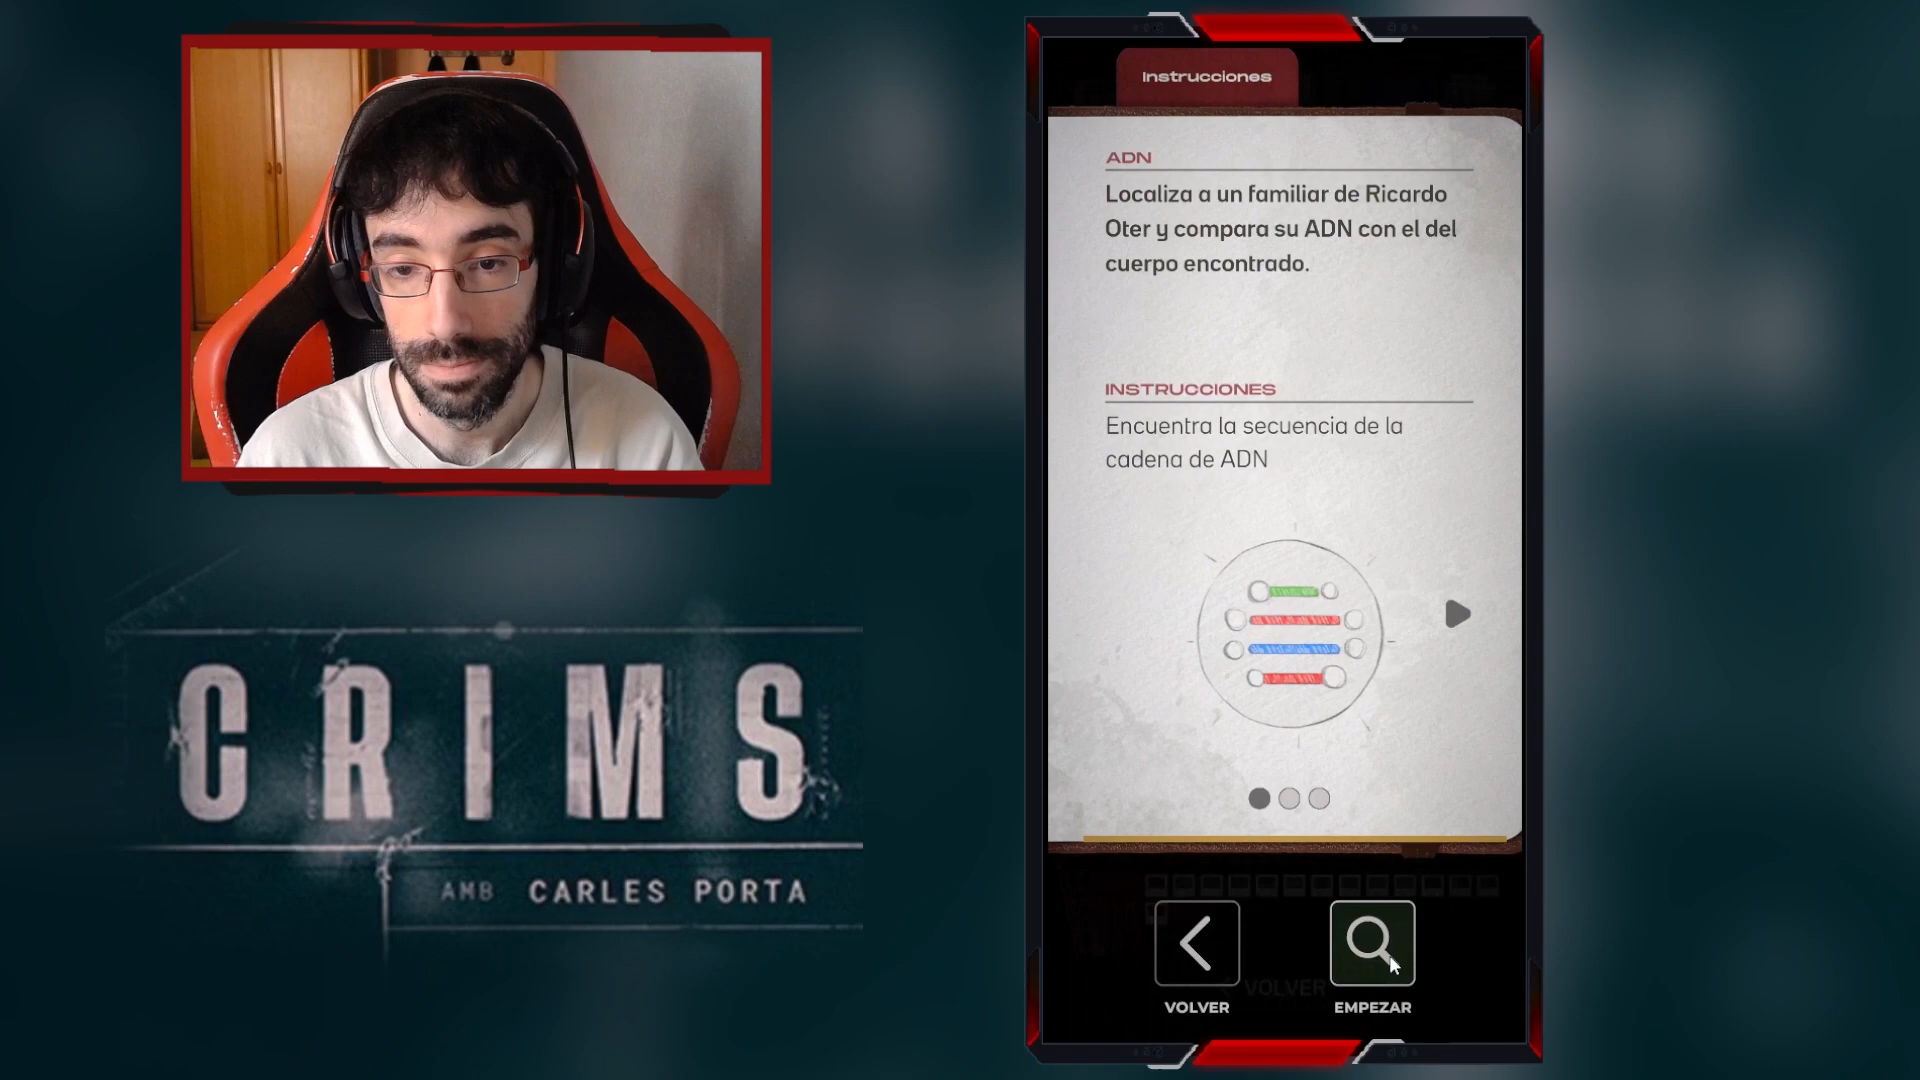 Instrucciones
ADN
Localiza a un familiar de Ricardo
Oter y compara su ADN con el del
cuerpo encontrado.
INSTRUCCIONES
Encuentra la secuencia de la
cadena de ADN
CRIMS
AMB CARLES PORTA
VOLVER
VOLVER
EMPEZAR